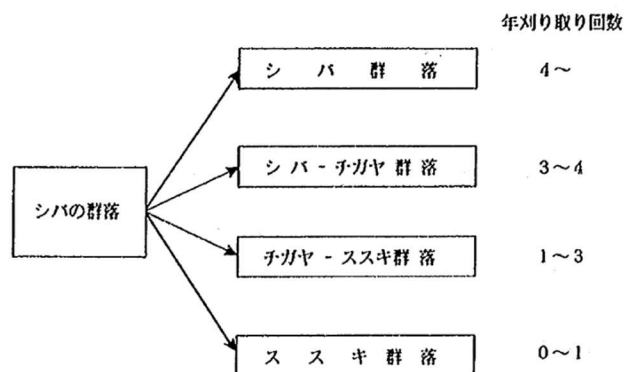 年刈り取り回数
シバ群落 4～
シバ-チガヤ群落 3～4
シバの群落
チガヤ-ススキ群落 1～3
ススキ群落 0～1